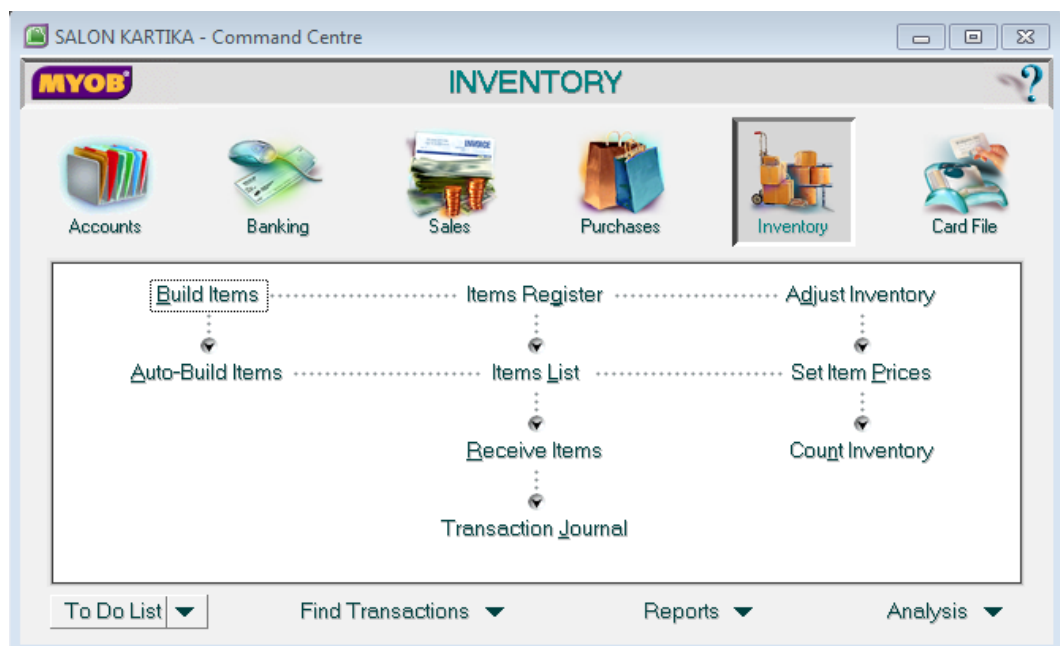 SALON KARTIKA - Command Centre
MYOB INVENTORY ?
Accounts Banking Sales Purchases Inventory Card File
Build Items Items Register Adjust Inventory
Auto-Build Items Items List Set Item Prices
Receive Items Count Inventory
Transaction Journal
To Do List Find Transactions Reports Analysis